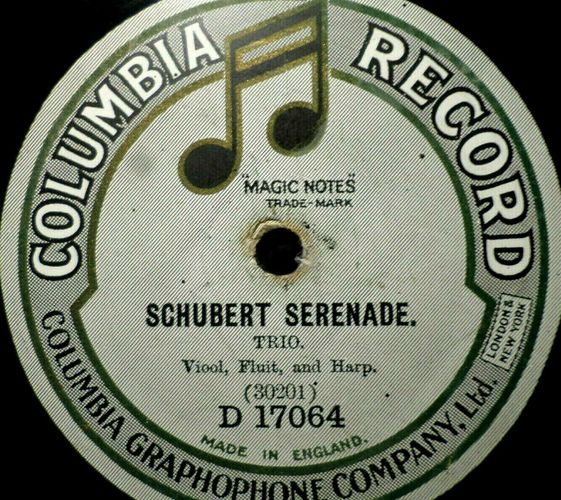 COLUMBIA RECORD
"MAGIC NOTES"
TRADE-MARK
SCHUBERT SERENADE.
TRIO.
Viool, Fluit, and Harp.
(30201)
D 17064
MADE IN ENGLAND.
LONDON &
NEW YORK
COLUMBIA GRAPHOPHONE COMPANY, Ltd.